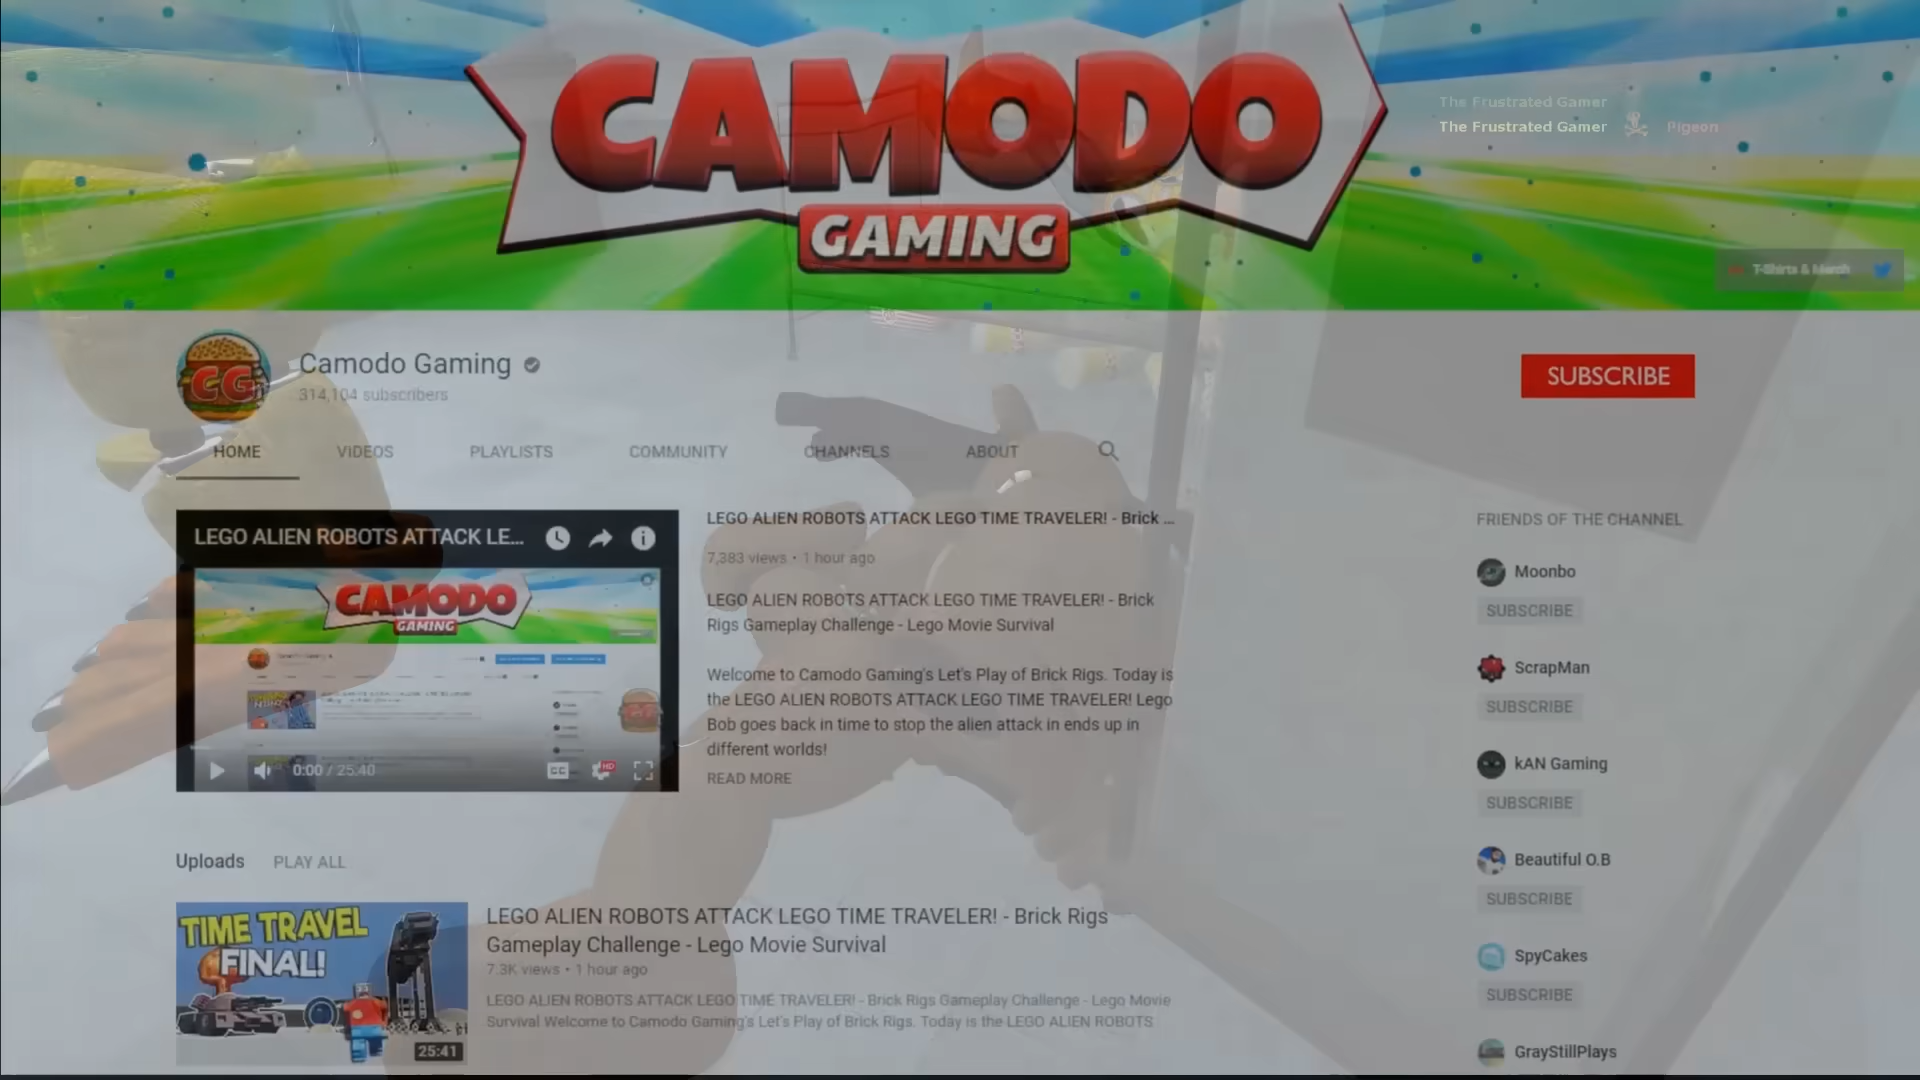 CAMODO
GAMING
The Frustrated Gamer
The Frustrated Gamer Pigeon
T-Shirts & Merch
CG
Camodo Gaming
314,104 subscribers
SUBSCRIBE
HOME VIDEOS PLAYLISTS COMMUNITY CHANNELS ABOUT
LEGO ALIEN ROBOTS ATTACK LE...
CAMODO
GAMING
0:00 / 25:40
CC HD
LEGO ALIEN ROBOTS ATTACK LEGO TIME TRAVELER! - Brick ...
7,383 views • 1 hour ago
LEGO ALIEN ROBOTS ATTACK LEGO TIME TRAVELER! - Brick
Rigs Gameplay Challenge - Lego Movie Survival
Welcome to Camodo Gaming's Let's Play of Brick Rigs. Today is
the LEGO ALIEN ROBOTS ATTACK LEGO TIME TRAVELER! Lego
Bob goes back in time to stop the alien attack in ends up in
different worlds!
READ MORE
FRIENDS OF THE CHANNEL
Moonbo
SUBSCRIBE
ScrapMan
SUBSCRIBE
kAN Gaming
SUBSCRIBE
Beautiful O.B
SUBSCRIBE
SpyCakes
SUBSCRIBE
GrayStillPlays
Uploads PLAY ALL
TIME TRAVEL
FINAL!
25:41
LEGO ALIEN ROBOTS ATTACK LEGO TIME TRAVELER! - Brick Rigs
Gameplay Challenge - Lego Movie Survival
7.3K views • 1 hour ago
LEGO ALIEN ROBOTS ATTACK LEGO TIME TRAVELER! - Brick Rigs Gameplay Challenge - Lego Movie
Survival Welcome to Camodo Gaming's Let's Play of Brick Rigs. Today is the LEGO ALIEN ROBOTS